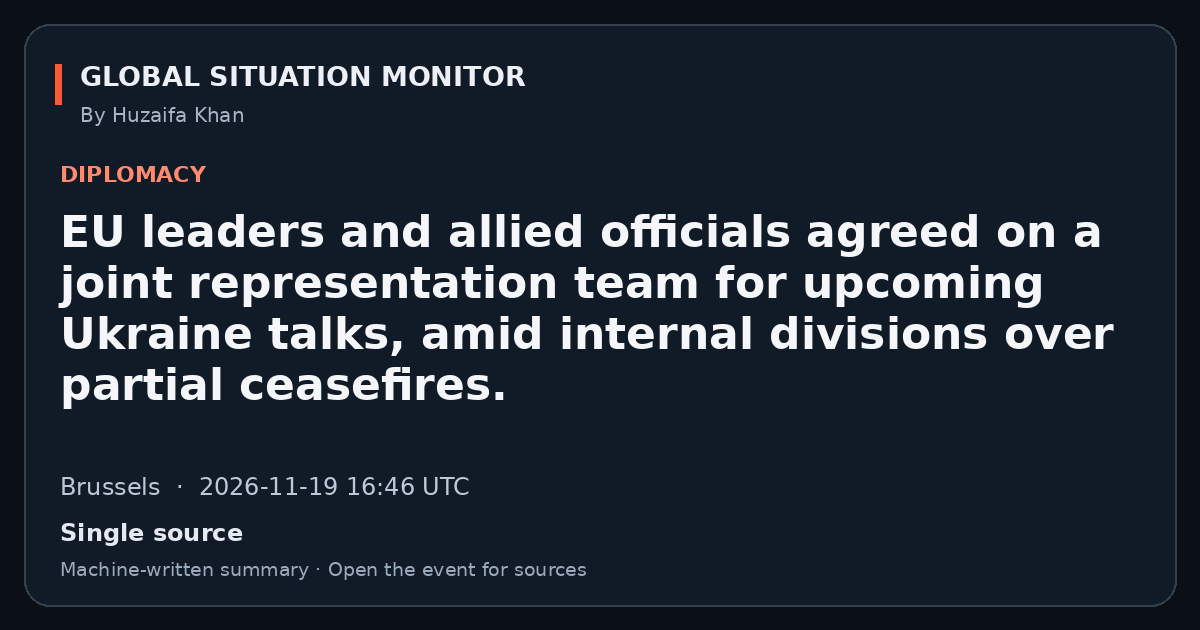 GLOBAL SITUATION MONITOR
By Huzaifa Khan
DIPLOMACY
EU leaders and allied officials agreed on a
joint representation team for upcoming
Ukraine talks, amid internal divisions over
partial ceasefires.
Brussels · 2026-11-19 16:46 UTC
Single source
Machine-written summary · Open the event for sources